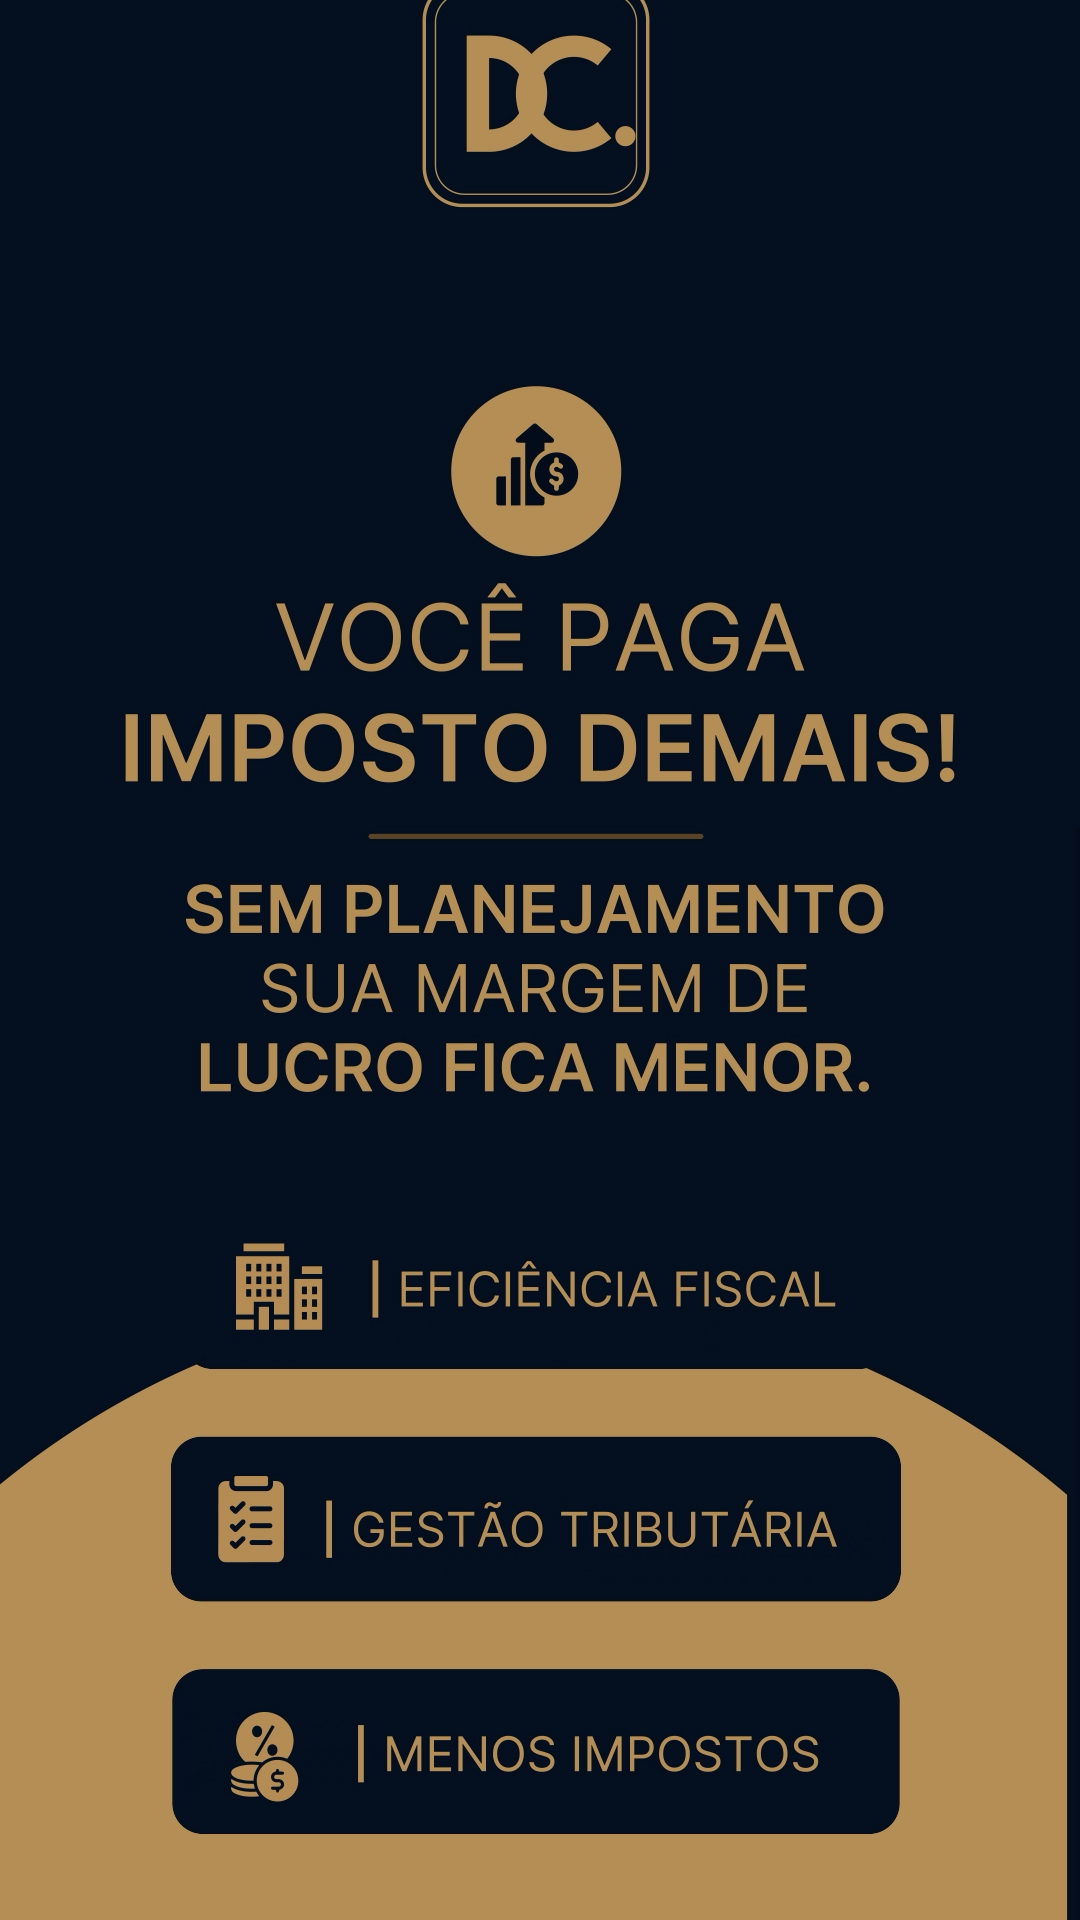 DC.
VOCÊ PAGA
IMPOSTO DEMAIS!
SEM PLANEJAMENTO
SUA MARGEM DE
LUCRO FICA MENOR.
| EFICIÊNCIA FISCAL
| GESTÃO TRIBUTÁRIA
| MENOS IMPOSTOS